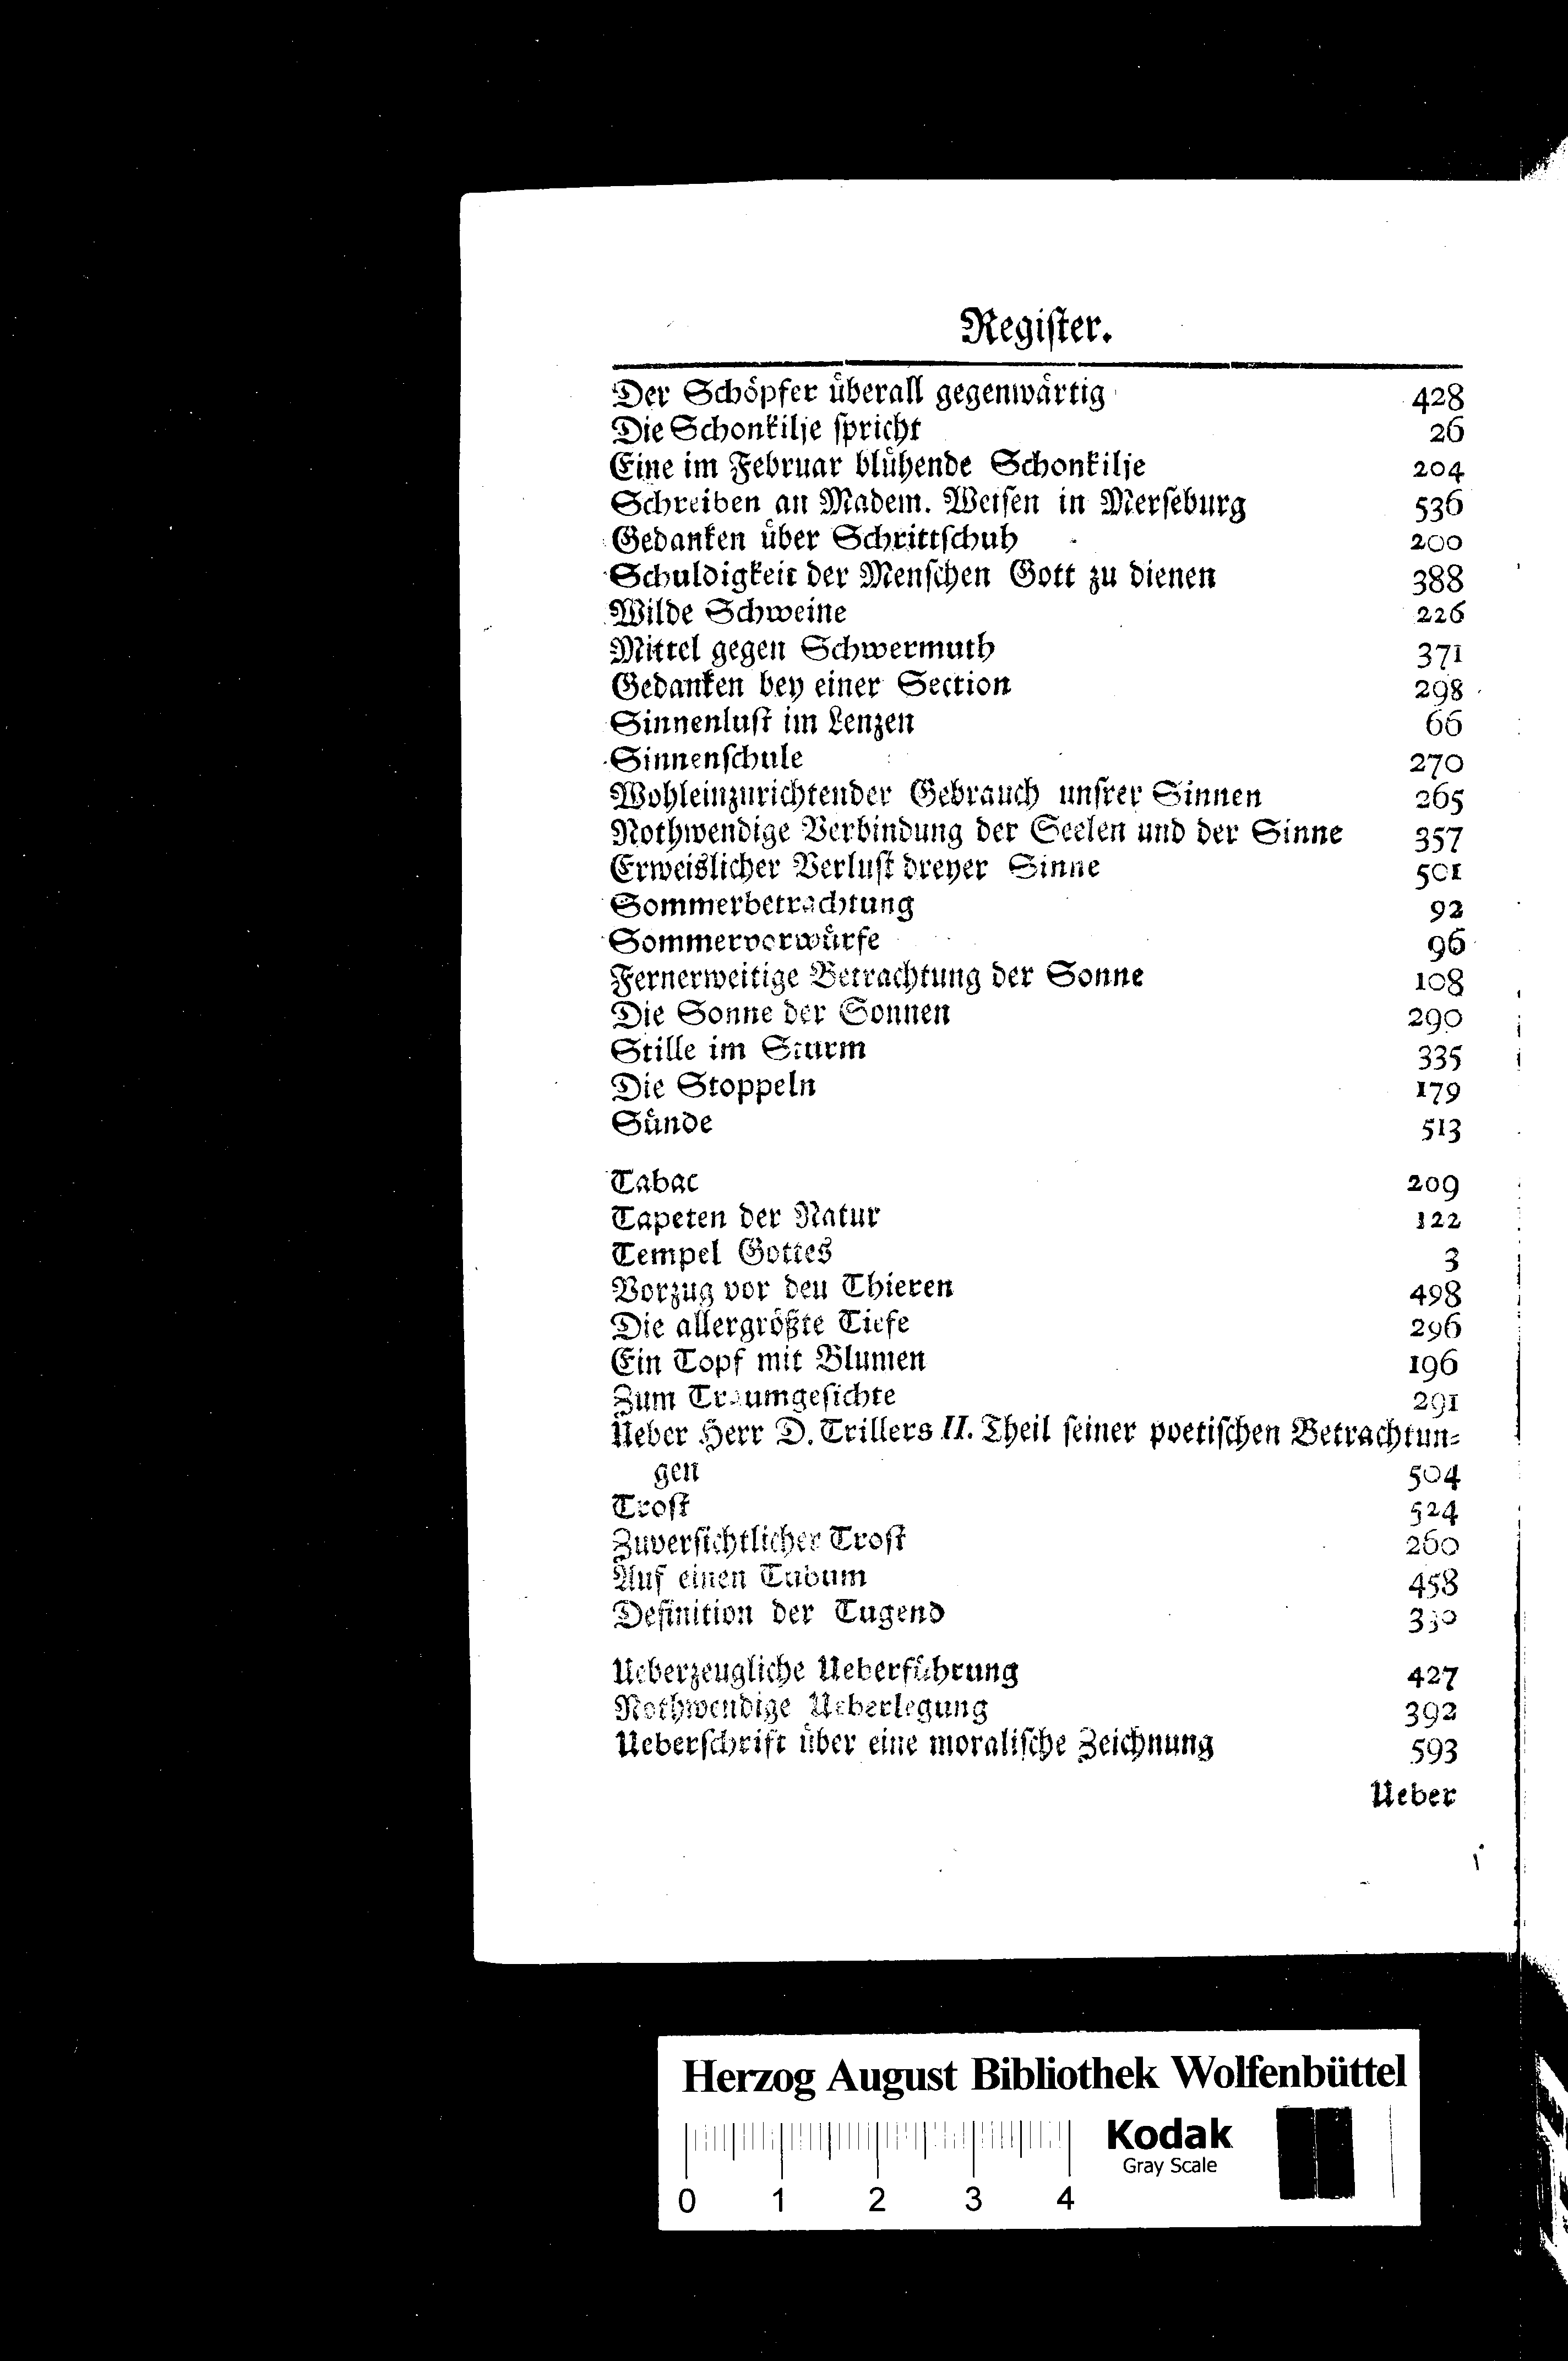 Register.
Der Schöpfer überall gegenwärtig 428
Die Schonkilje spricht 26
Eine im Februar blühende Schonkilje 204
Schreiben an Madem. Weisen in Merseburg 536
Gedanken über Schrittschuh 200
Schuldigkeit der Menschen Gott zu dienen 388
Wilde Schweine 226
Mittel gegen Schwermuth 371
Gedanken bey einer Section 298
Sinnenlust im Lenzen 66
Sinnenschule 270
Wohleinzurichtender Gebrauch unsrer Sinnen 265
Nothwendige Verbindung der Seelen und der Sinne 357
Erweislicher Verlust dreyer Sinne 501
Sommerbetrachtung 92
Sommervorwürfe 96
Fernerweitige Betrachtung der Sonne 108
Die Sonne der Sonnen 290
Stille im Sturm 335
Die Stoppeln 179
Sünde 513
Tabac 209
Tapeten der Natur 122
Tempel Gottes 3
Vorzug vor den Thieren 498
Die allergrößte Tiefe 296
Ein Topf mit Blumen 196
Zum Traumgesichte 291
Ueber Herr D. Trillers II. Theil seiner poetischen Betrachtun-
gen 504
Trost 524
Zuversichtlicher Trost 260
Auf einen Tubum 458
Definition der Tugend 330
Ueberzeugliche Ueberführung 427
Nothwendige Ueberlegung 392
Ueberschrift über eine moralische Zeichnung 593
Ueber
Herzog August Bibliothek Wolfenbüttel
Kodak
Gray Scale
0 1 2 3 4